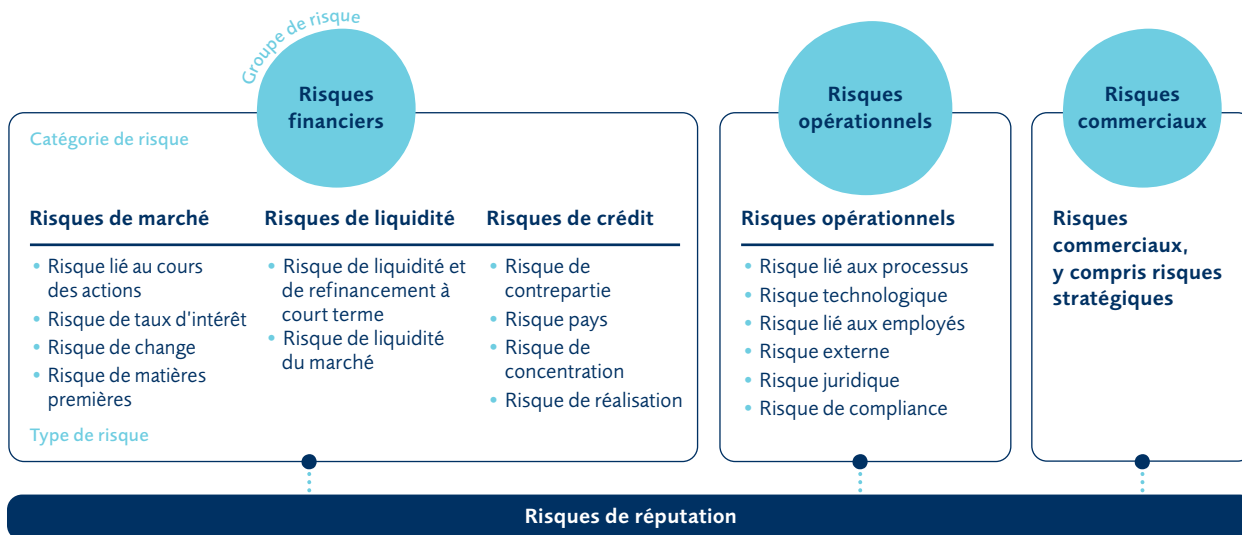 Groupe de risque
Risques
financiers
Catégorie de risque
Risques de marché
• Risque lié au cours
des actions
• Risque de taux d'intérêt
• Risque de change
• Risque de matières
premières
Risques de liquidité
• Risque de liquidité et
de refinancement à
court terme
• Risque de liquidité
du marché
Risques de crédit
• Risque de
contrepartie
• Risque pays
• Risque de
concentration
• Risque de réalisation
Type de risque
Risques
opérationnels
Risques opérationnels
• Risque lié aux processus
• Risque technologique
• Risque lié aux employés
• Risque externe
• Risque juridique
• Risque de compliance
Risques
commerciaux
Risques
commerciaux,
y compris risques
stratégiques
Risques de réputation